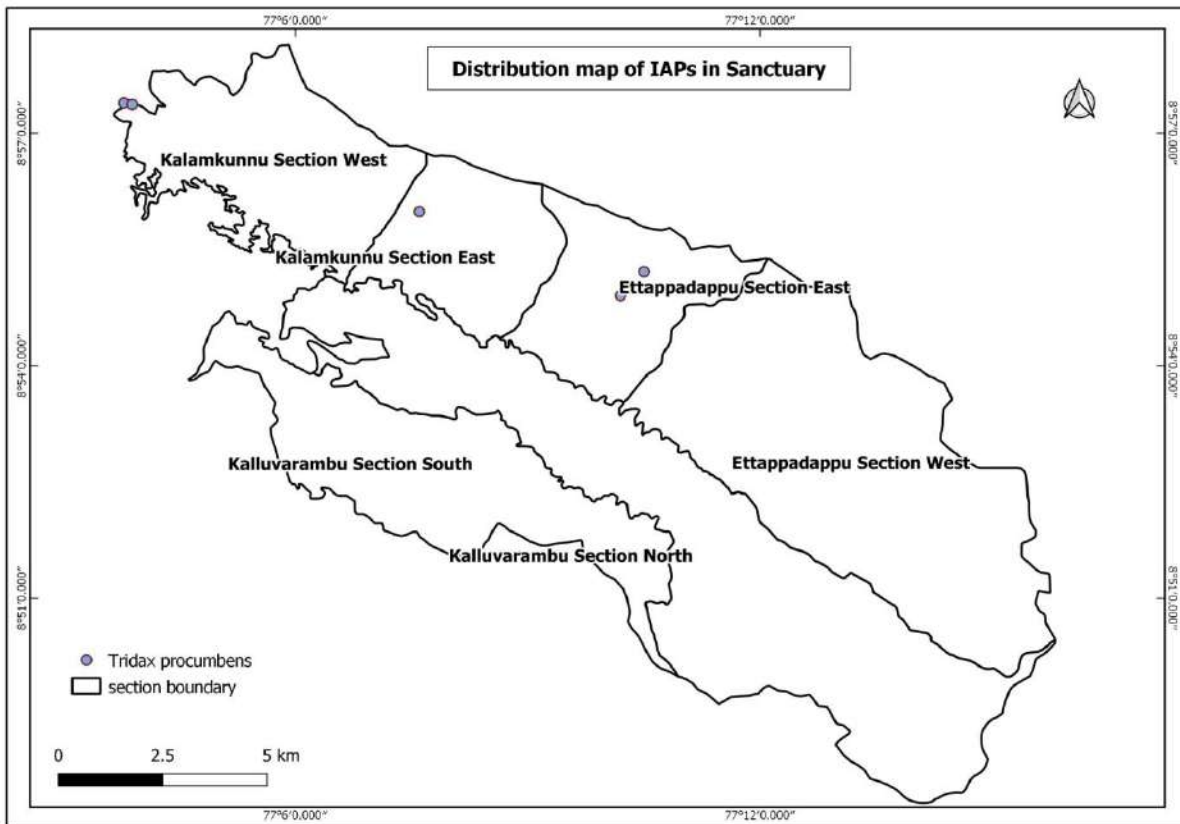 77°6'0.000"
77°12'0.000"
Distribution map of IAPs in Sanctuary
8°57'0.000"
8°57'0.000"
Kalamkunnu Section West
Kalamkunnu Section East
Ettappadappu Section East
8°54'0.000"
8°54'0.000"
Kalluvarambu Section South
Ettappadappu Section West
Kalluvarambu Section North
8°51'0.000"
8°51'0.000"
Tridax procumbens
section boundary
0 2.5 5 km
77°6'0.000"
77°12'0.000"